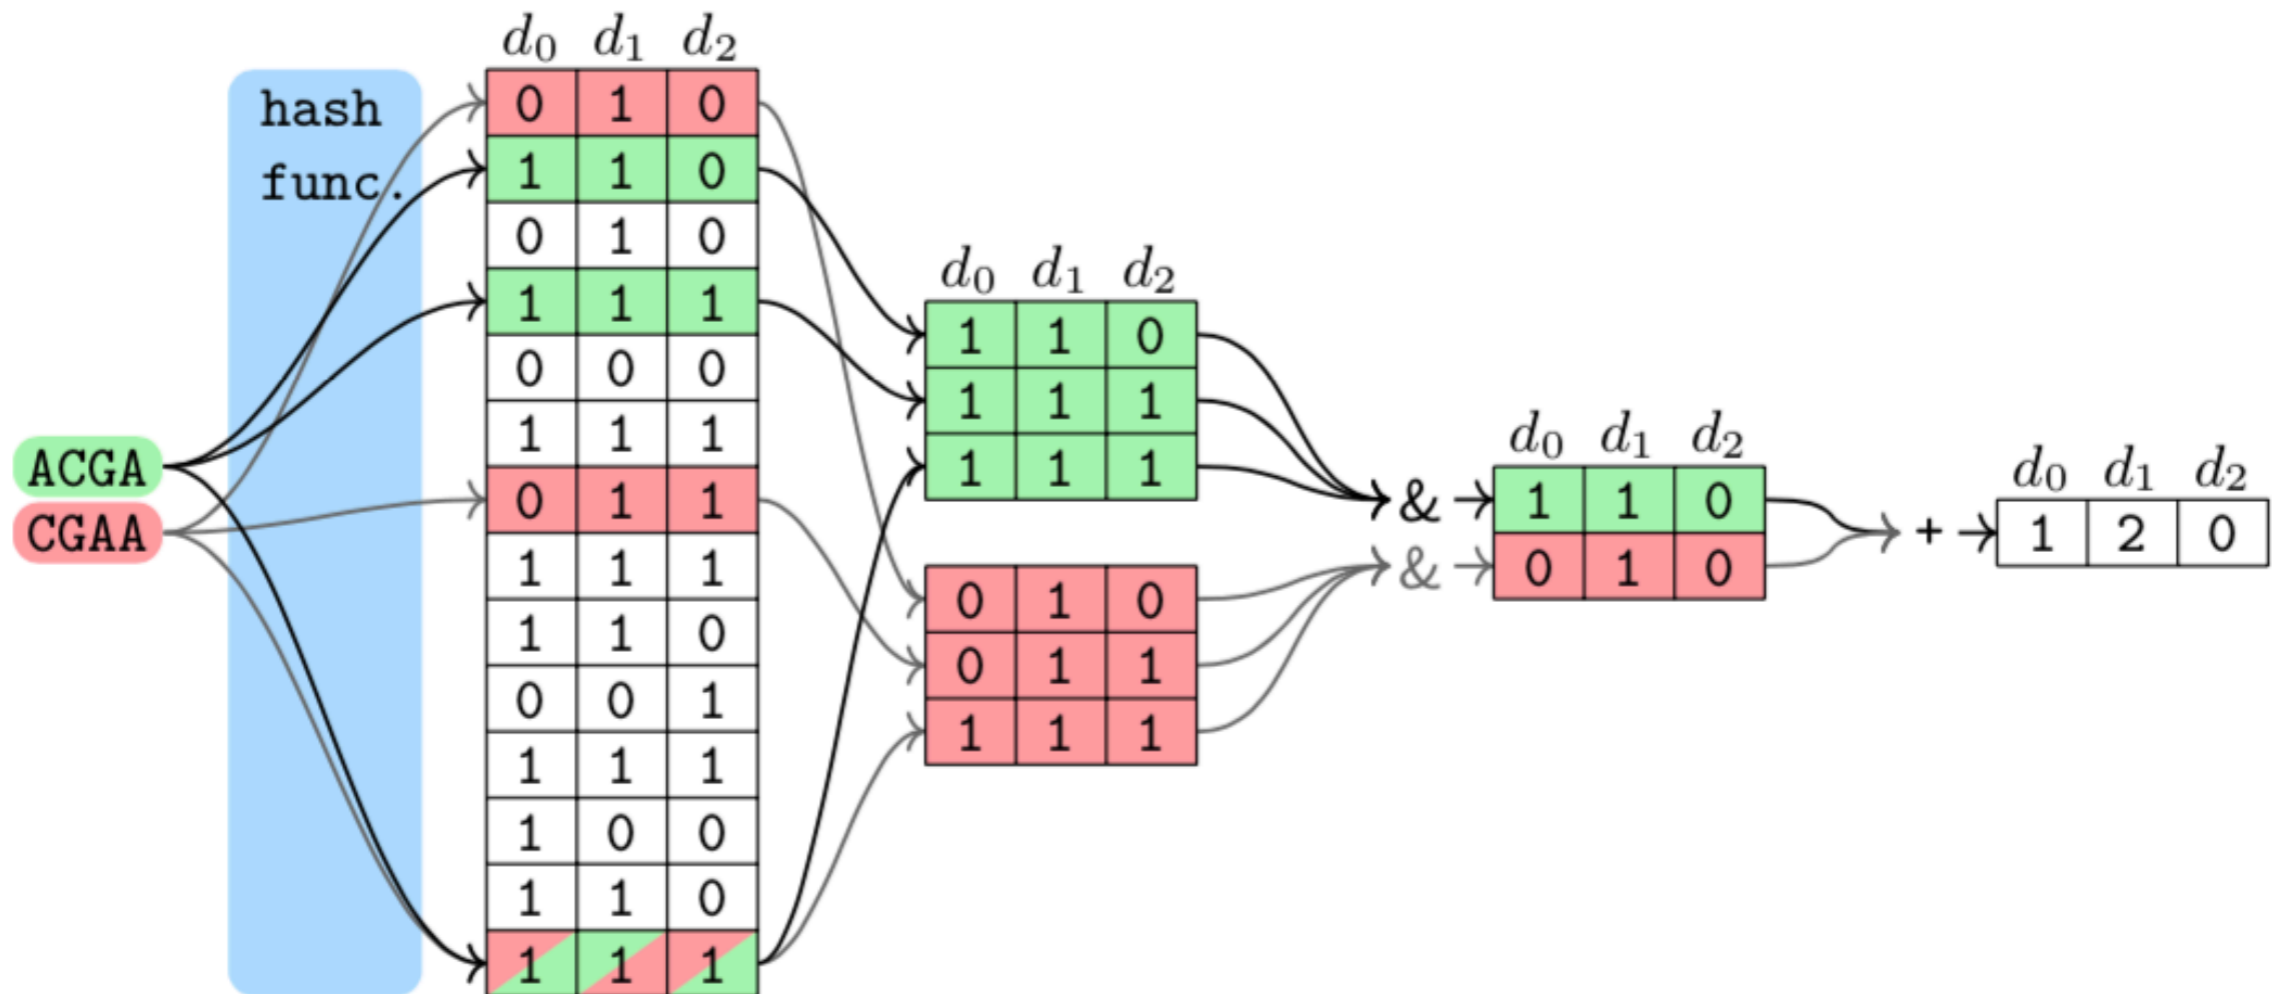 hash
func.
ACGA
CGAA
d0 d1 d2
0 1 0
1 1 0
0 1 0
1 1 1
0 0 0
1 1 1
0 1 1
1 1 1
1 1 0
0 0 1
1 1 1
1 0 0
1 1 0
1 1 1
d0 d1 d2
1 1 0
1 1 1
1 1 1
0 1 0
0 1 1
1 1 1
&
&
d0 d1 d2
1 1 0
0 1 0
+
d0 d1 d2
1 2 0